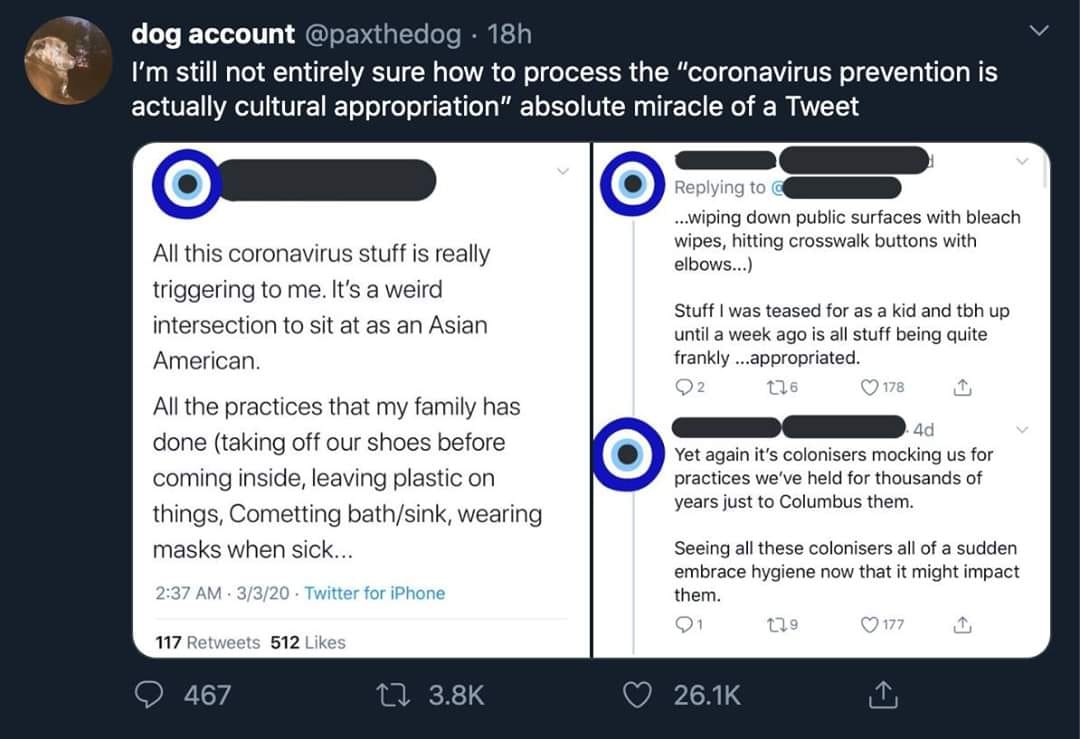 dog account @paxthedog · 18h
I'm still not entirely sure how to process the "coronavirus prevention is
actually cultural appropriation" absolute miracle of a Tweet
All this coronavirus stuff is really
triggering to me. It's a weird
intersection to sit at as an Asian
American.
All the practices that my family has
done (taking off our shoes before
coming inside, leaving plastic on
things, Cometting bath/sink, wearing
masks when sick...
2:37 AM · 3/3/20 · Twitter for iPhone
117 Retweets 512 Likes
Replying to @
...wiping down public surfaces with bleach
wipes, hitting crosswalk buttons with
elbows...)
Stuff I was teased for as a kid and tbh up
until a week ago is all stuff being quite
frankly ...appropriated.
2 6 178
· 4d
Yet again it's colonisers mocking us for
practices we've held for thousands of
years just to Columbus them.
Seeing all these colonisers all of a sudden
embrace hygiene now that it might impact
them.
1 9 177
467 3.8K 26.1K